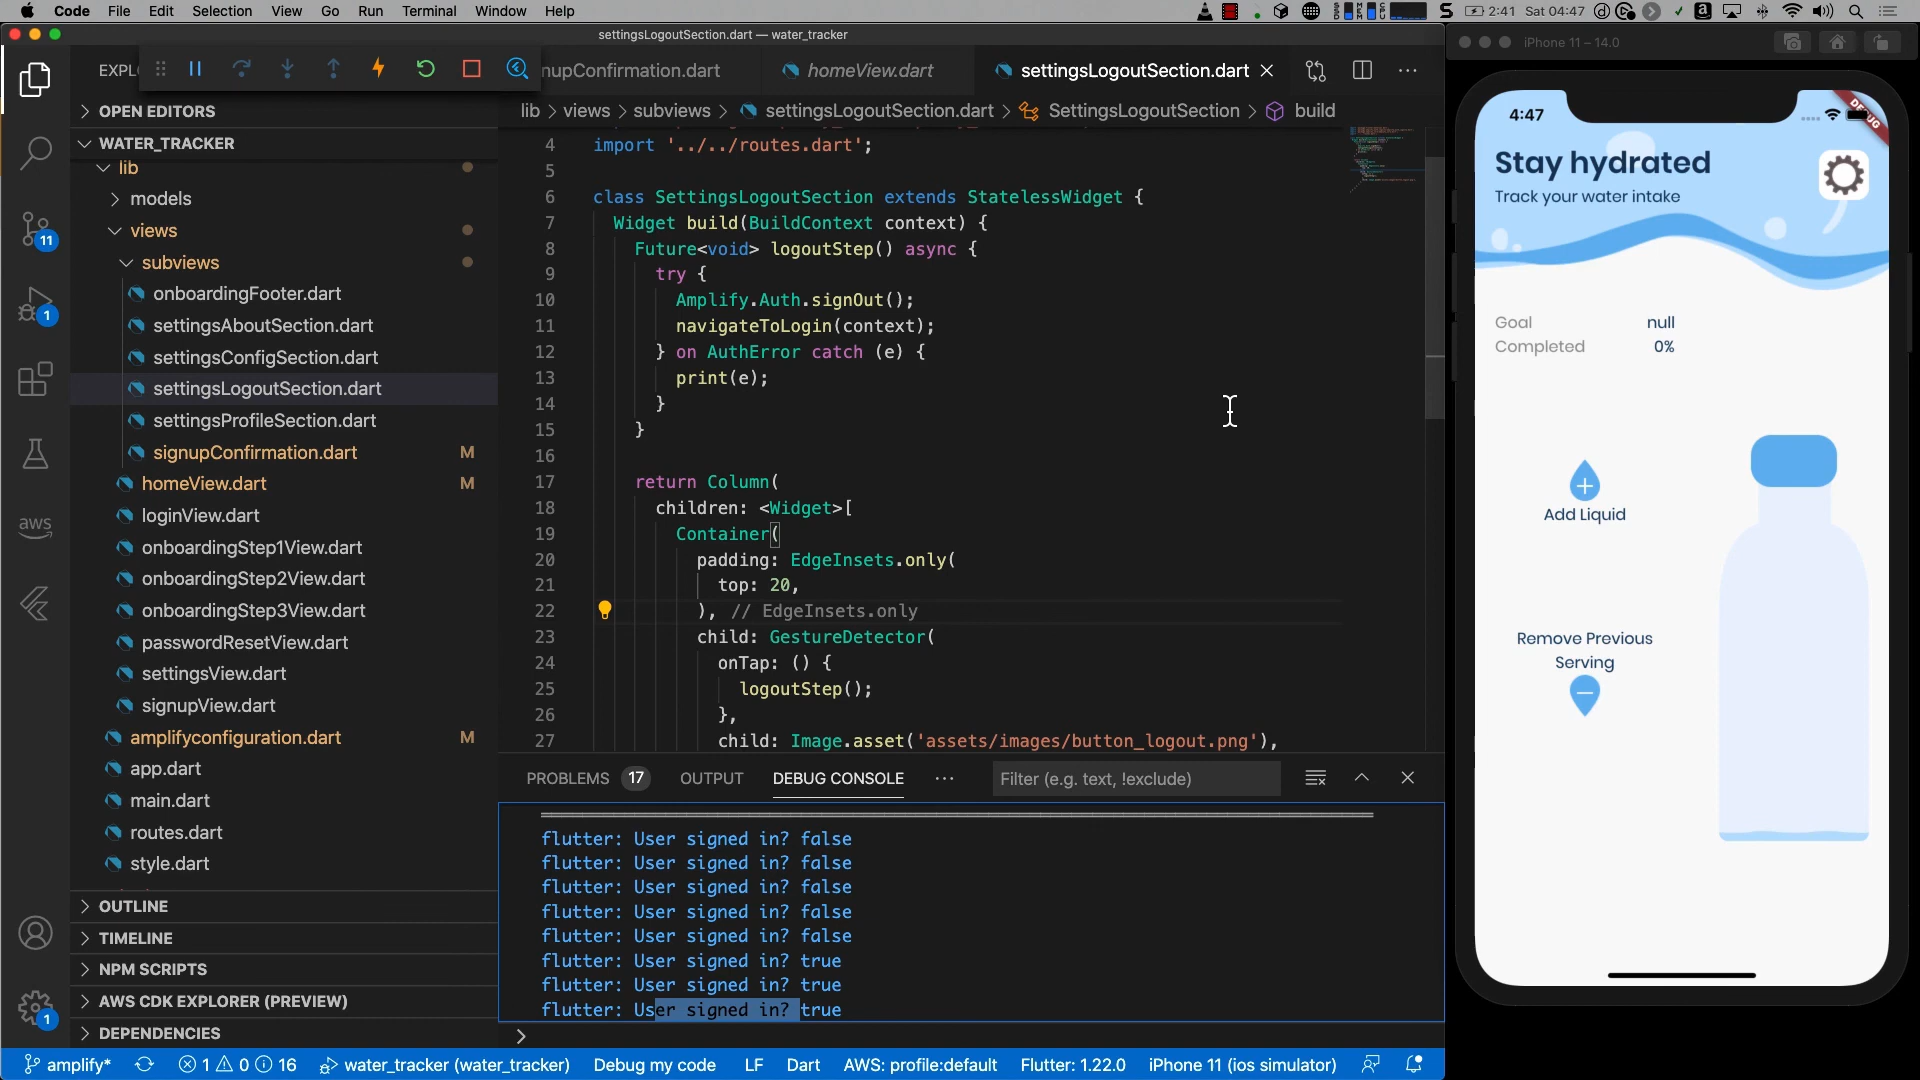 Code File Edit Selection View Go Run Terminal Window Help
2:41 Sat 04:47
settingsLogoutSection.dart — water_tracker
iPhone 11 – 14.0
EXPL
nupConfirmation.dart
homeView.dart
settingsLogoutSection.dart
lib > views > subviews > settingsLogoutSection.dart > SettingsLogoutSection > build
OPEN EDITORS
WATER_TRACKER
lib
models
views
subviews
onboardingFooter.dart
settingsAboutSection.dart
settingsConfigSection.dart
settingsLogoutSection.dart
settingsProfileSection.dart
signupConfirmation.dart M
homeView.dart M
loginView.dart
onboardingStep1View.dart
onboardingStep2View.dart
onboardingStep3View.dart
passwordResetView.dart
settingsView.dart
signupView.dart
amplifyconfiguration.dart M
app.dart
main.dart
routes.dart
style.dart
OUTLINE
TIMELINE
NPM SCRIPTS
AWS CDK EXPLORER (PREVIEW)
DEPENDENCIES
11
1
aws
1
4 import '../../routes.dart';
5
6 class SettingsLogoutSection extends StatelessWidget {
7 Widget build(BuildContext context) {
8 Future<void> logoutStep() async {
9 try {
10 Amplify.Auth.signOut();
11 navigateToLogin(context);
12 } on AuthError catch (e) {
13 print(e);
14 }
15 }
16
17 return Column(
18 children: <Widget>[
19 Container(
20 padding: EdgeInsets.only(
21 top: 20,
22 ), // EdgeInsets.only
23 child: GestureDetector(
24 onTap: () {
25 logoutStep();
26 },
27 child: Image.asset('assets/images/button_logout.png'),
PROBLEMS 17 OUTPUT DEBUG CONSOLE ··· Filter (e.g. text, !exclude)
flutter: User signed in? false
flutter: User signed in? false
flutter: User signed in? false
flutter: User signed in? false
flutter: User signed in? false
flutter: User signed in? true
flutter: User signed in? true
flutter: User signed in? true
>
amplify* 1 0 16 water_tracker (water_tracker) Debug my code LF Dart AWS: profile:default Flutter: 1.22.0 iPhone 11 (ios simulator)
4:47
DEBUG
Stay hydrated
Track your water intake
Goal null
Completed 0%
Add Liquid
Remove Previous
Serving